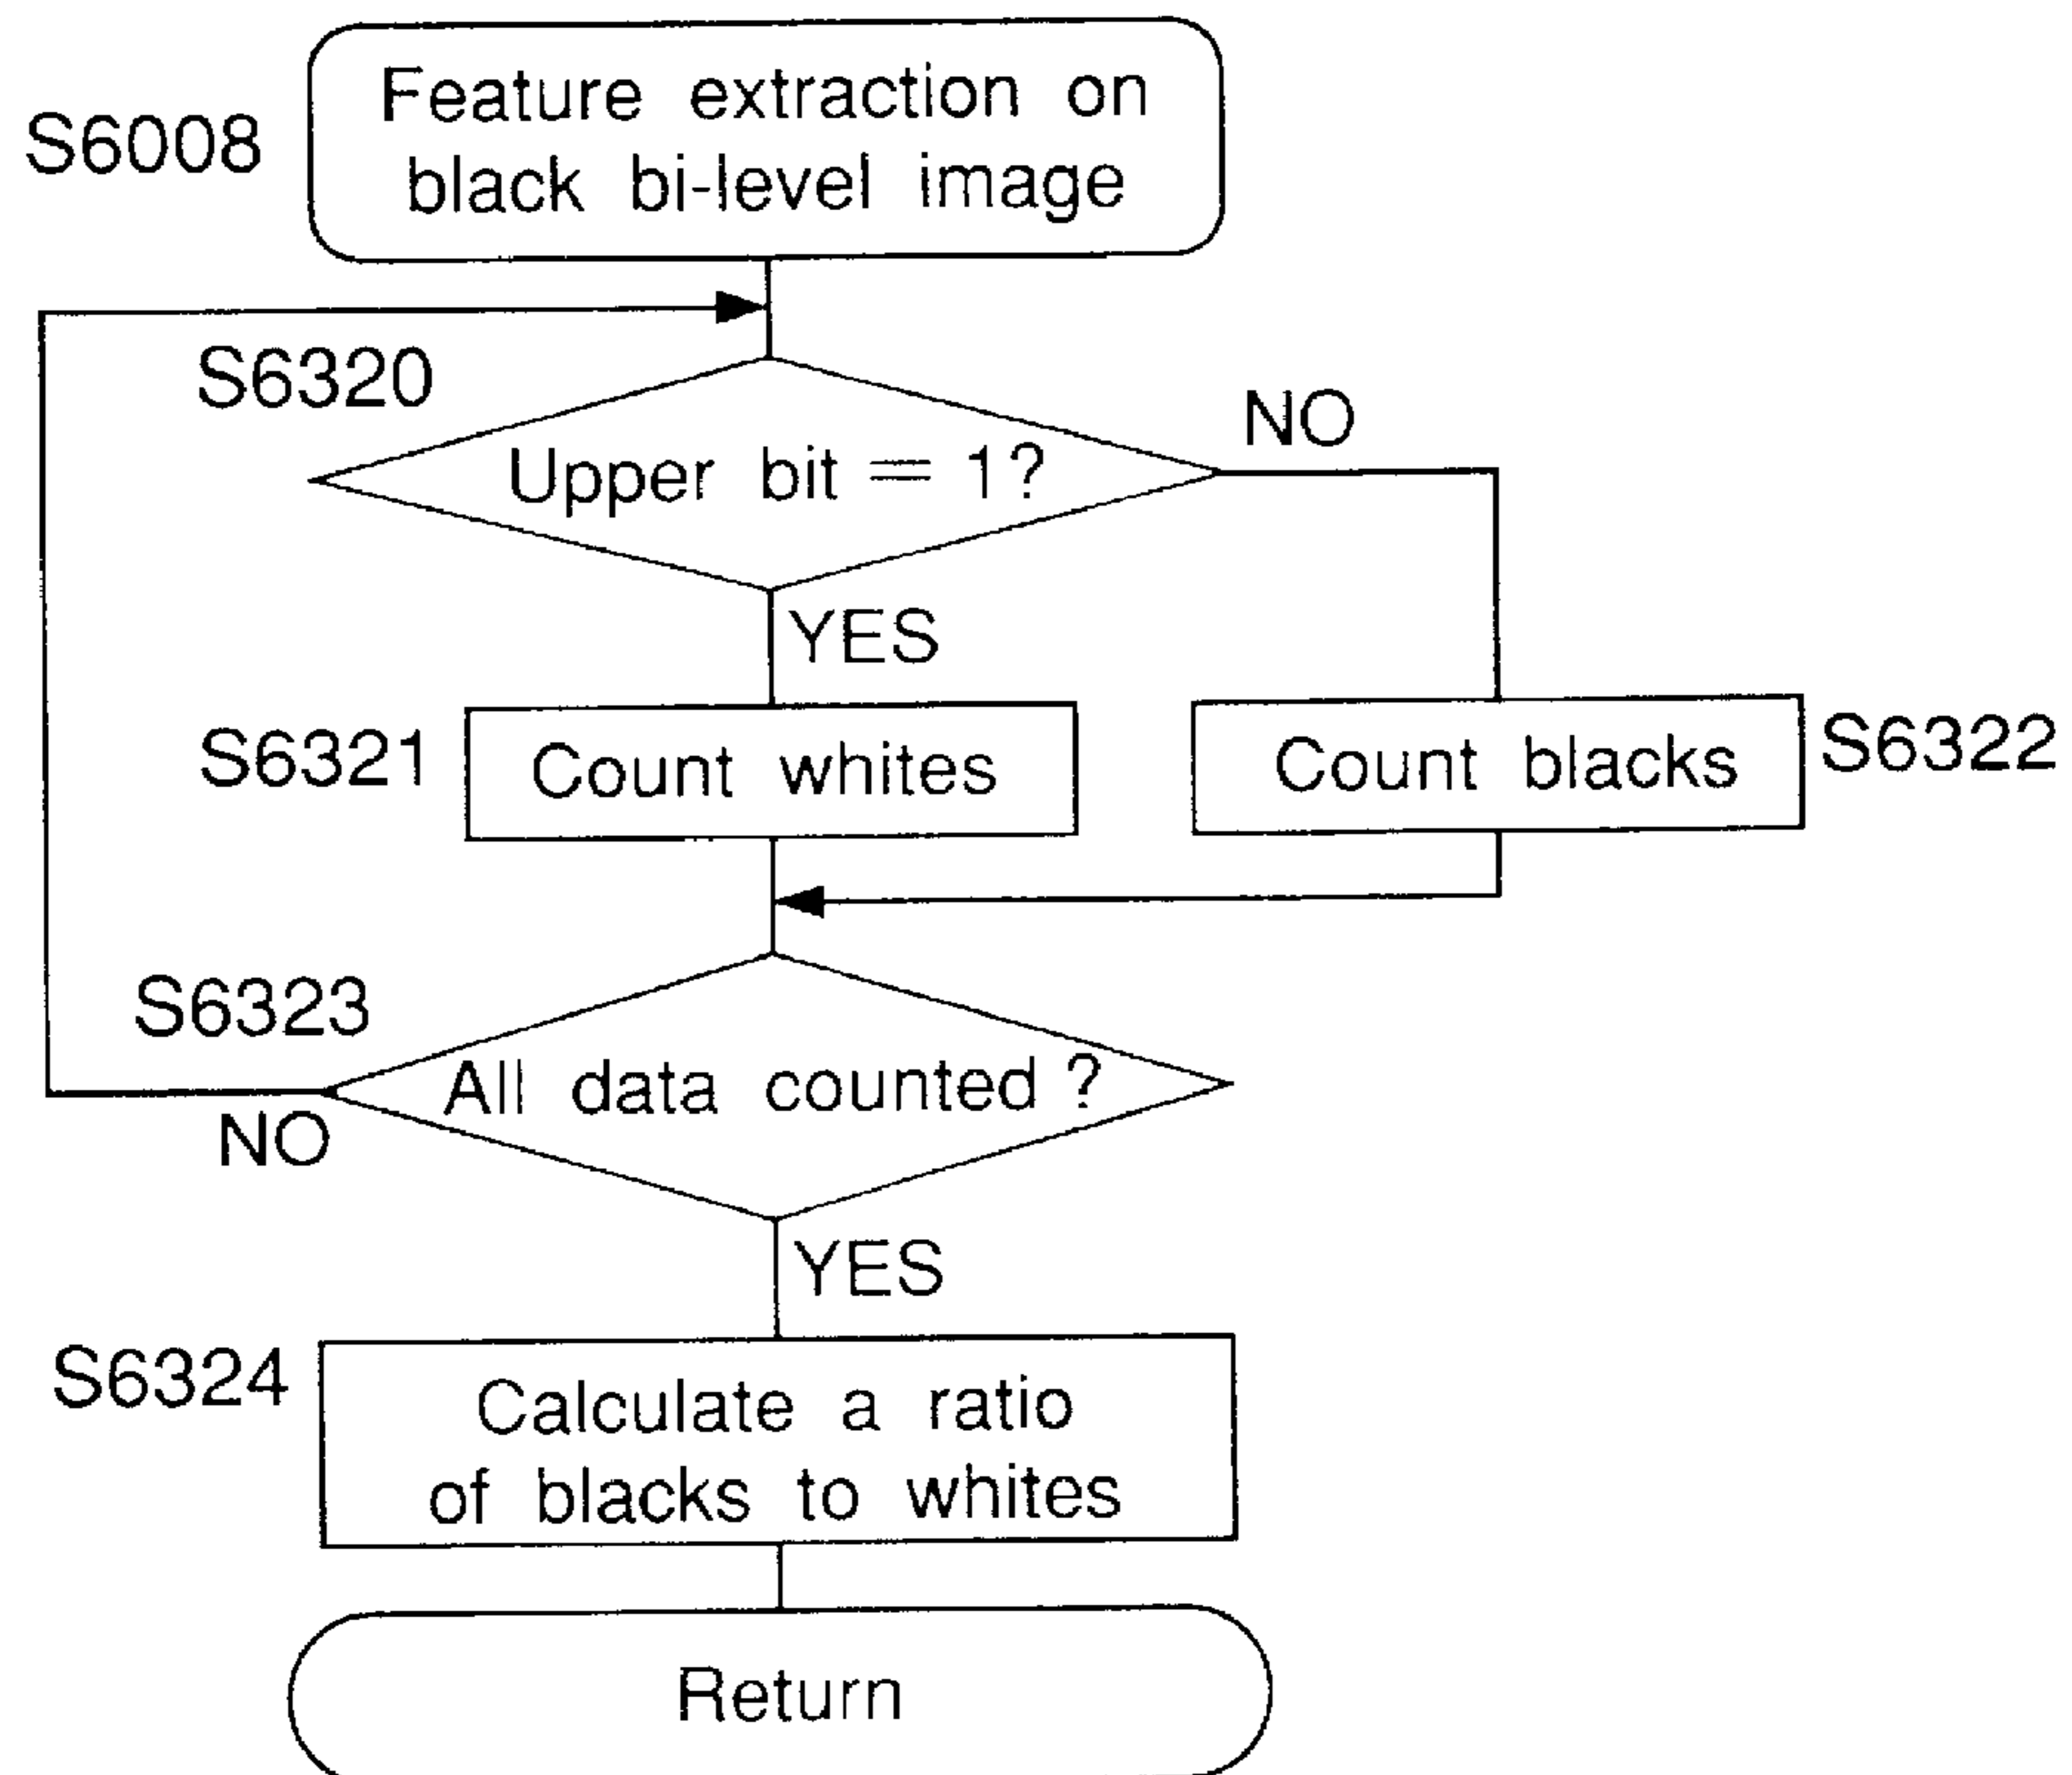 Feature extraction on
S6008
black bi-level image
S6320
NO
Upper bit = 1?
YES
S6321
Count whites
Count blacks
S6322
S6323
All data counted ?
NO
YES
S6324
Calculate a ratio
of blacks to whites
Return